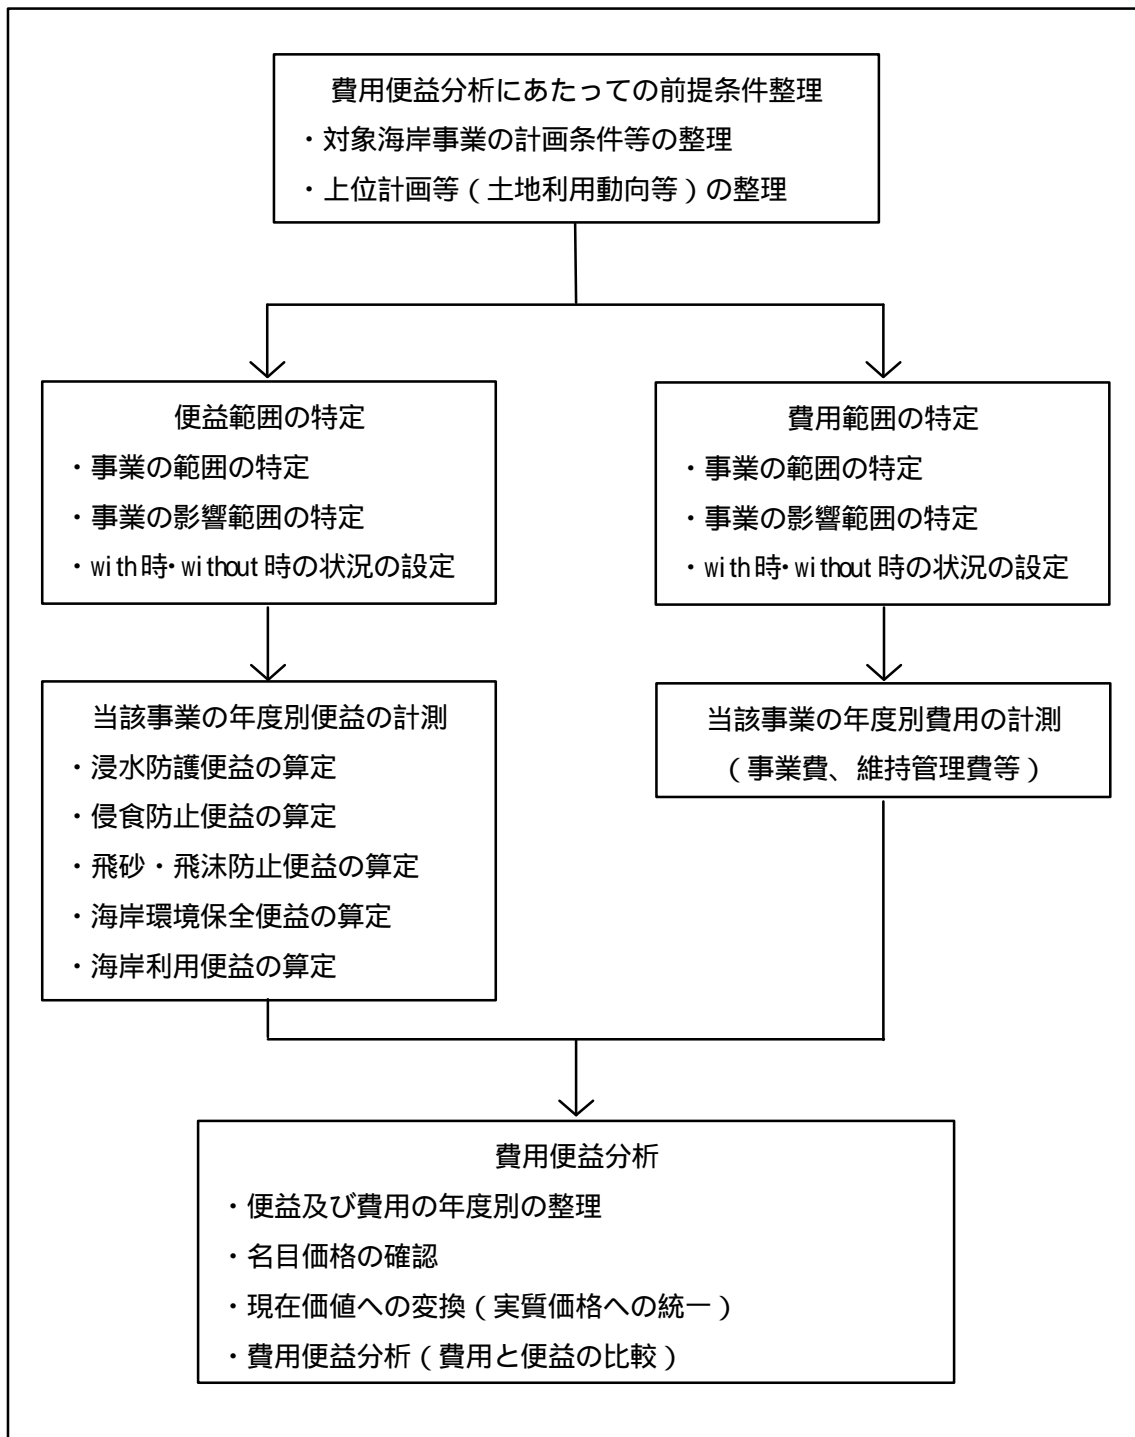 費用便益分析にあたっての前提条件整理
・対象海岸事業の計画条件等の整理
・上位計画等（土地利用動向等）の整理
便益範囲の特定
・事業の範囲の特定
・事業の影響範囲の特定
・with時・without時の状況の設定
費用範囲の特定
・事業の範囲の特定
・事業の影響範囲の特定
・with時・without時の状況の設定
当該事業の年度別便益の計測
・浸水防護便益の算定
・侵食防止便益の算定
・飛砂・飛沫防止便益の算定
・海岸環境保全便益の算定
・海岸利用便益の算定
当該事業の年度別費用の計測
（事業費、維持管理費等）
費用便益分析
・便益及び費用の年度別の整理
・名目価格の確認
・現在価値への変換（実質価格への統一）
・費用便益分析（費用と便益の比較）